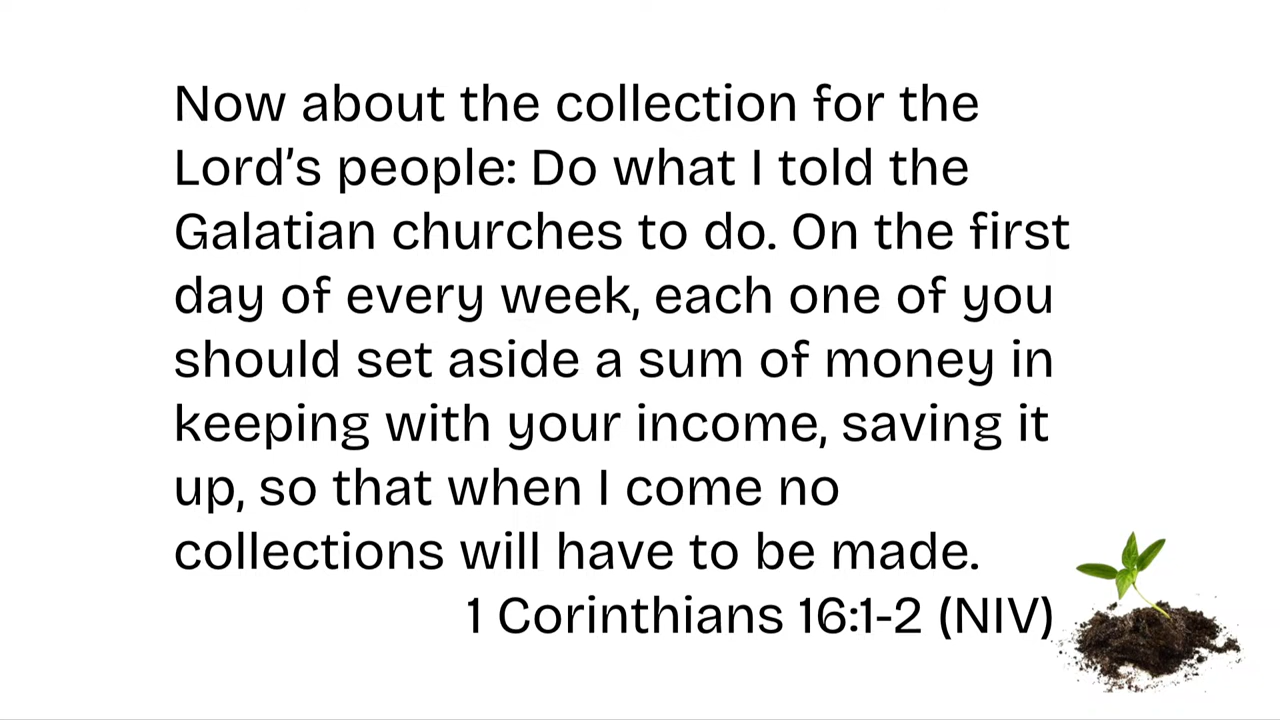 Now about the collection for the
Lord’s people: Do what I told the
Galatian churches to do. On the first
day of every week, each one of you
should set aside a sum of money in
keeping with your income, saving it
up, so that when I come no
collections will have to be made.
1 Corinthians 16:1-2 (NIV)